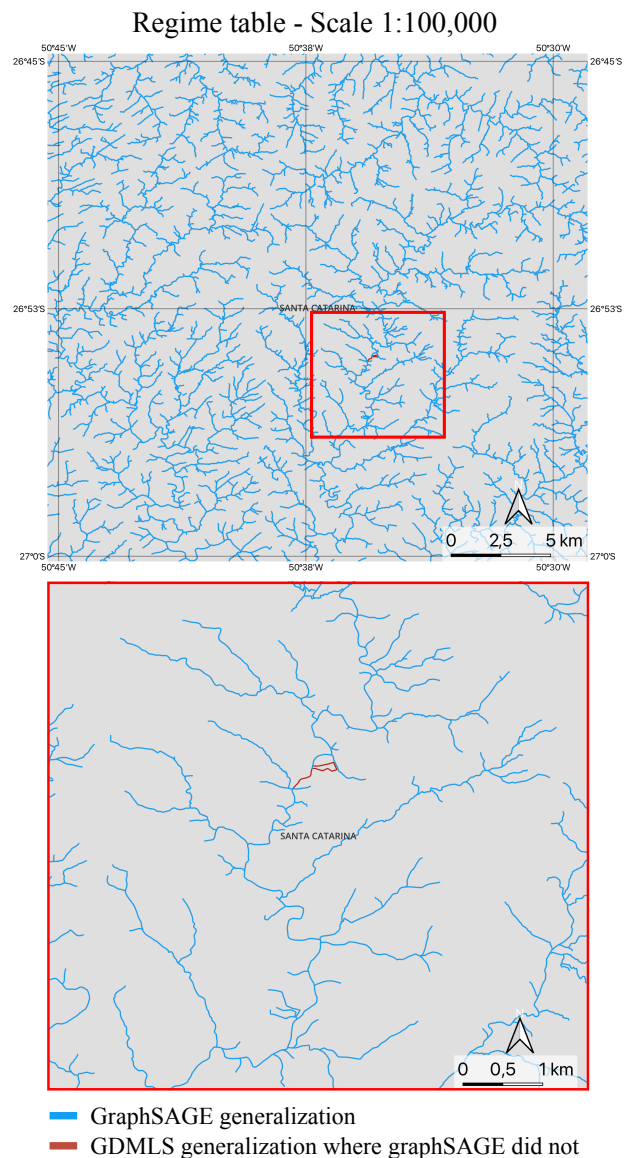 Regime table - Scale 1:100,000
50°45'W 50°38'W 50°30'W
26°45'S 26°45'S
26°53'S 26°53'S
SANTA CATARINA
N
0 2,5 5 km
27°0'S 27°0'S
50°45'W 50°38'W 50°30'W
SANTA CATARINA
N
0 0,5 1 km
GraphSAGE generalization
GDMLS generalization where graphSAGE did not